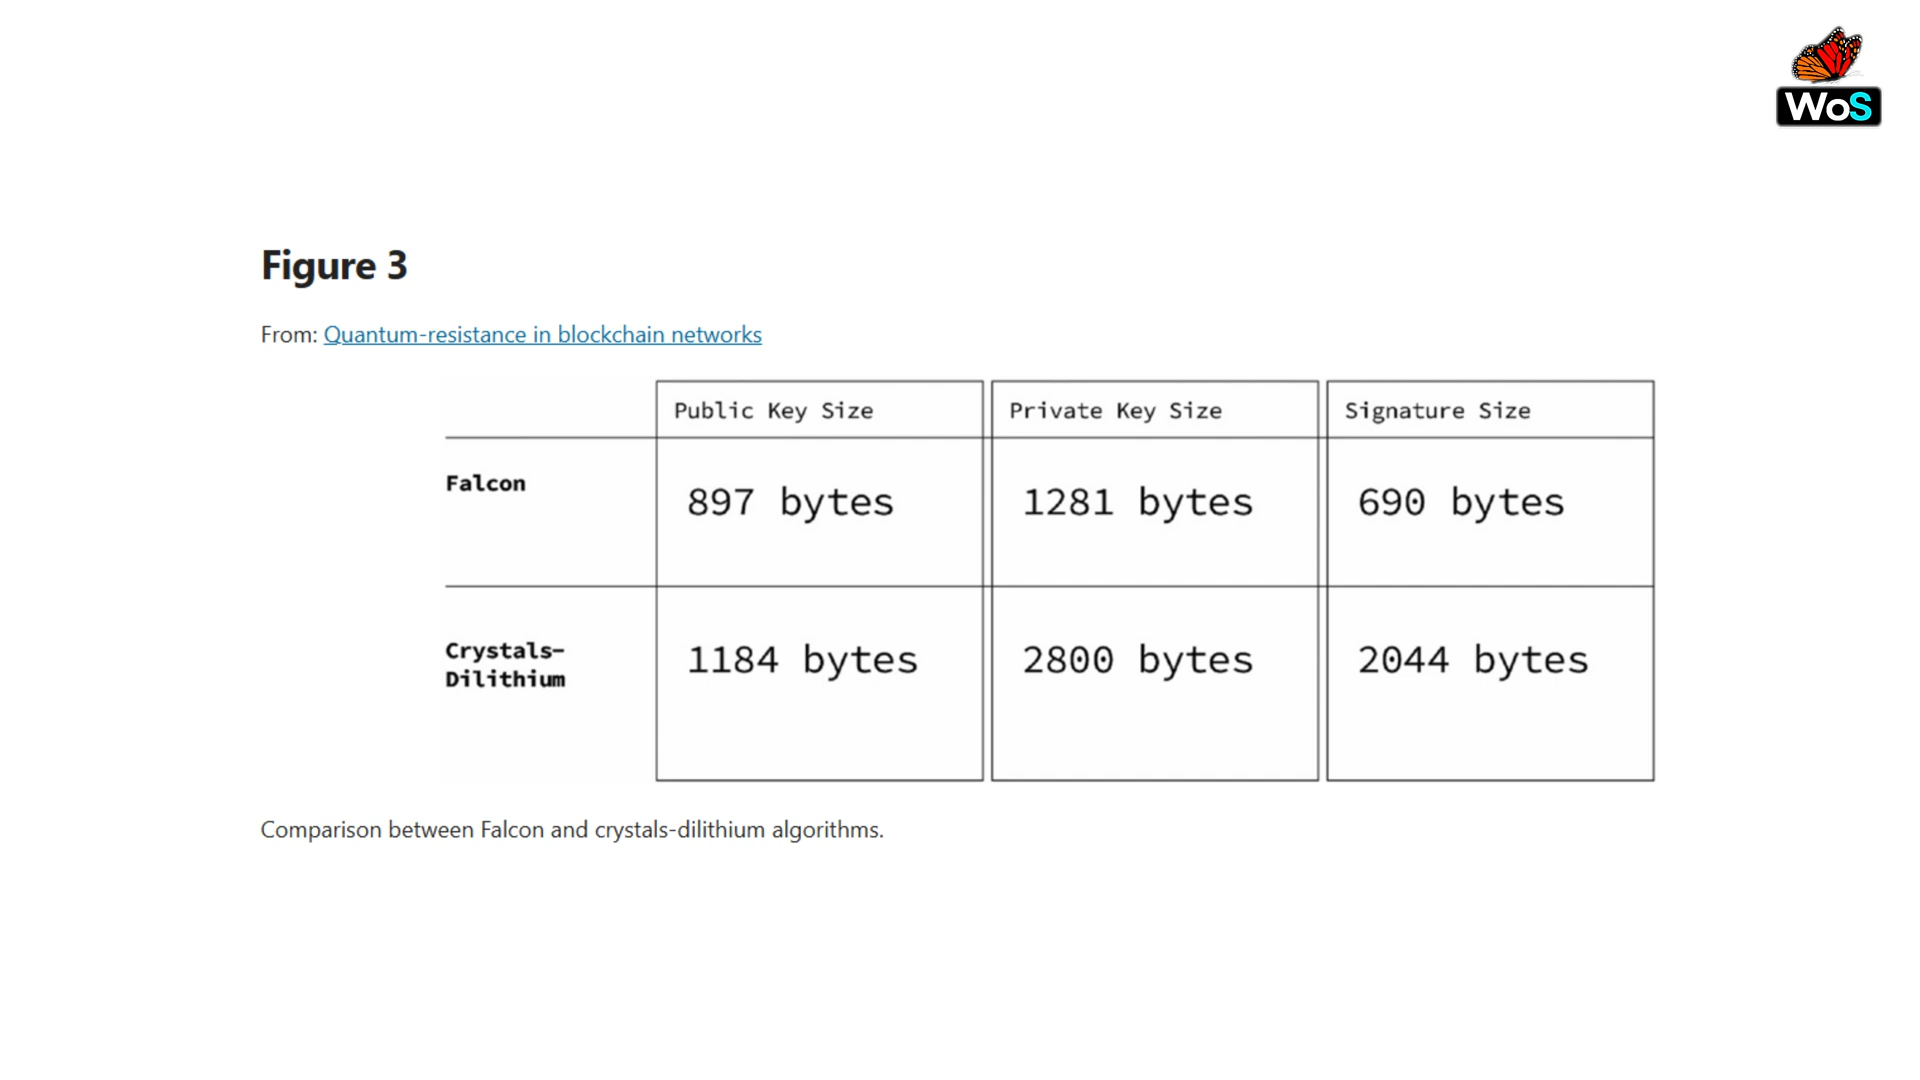 WoS
Figure 3
From: Quantum-resistance in blockchain networks
Public Key Size Private Key Size Signature Size
Falcon 897 bytes 1281 bytes 690 bytes
Crystals-
Dilithium 1184 bytes 2800 bytes 2044 bytes
Comparison between Falcon and crystals-dilithium algorithms.